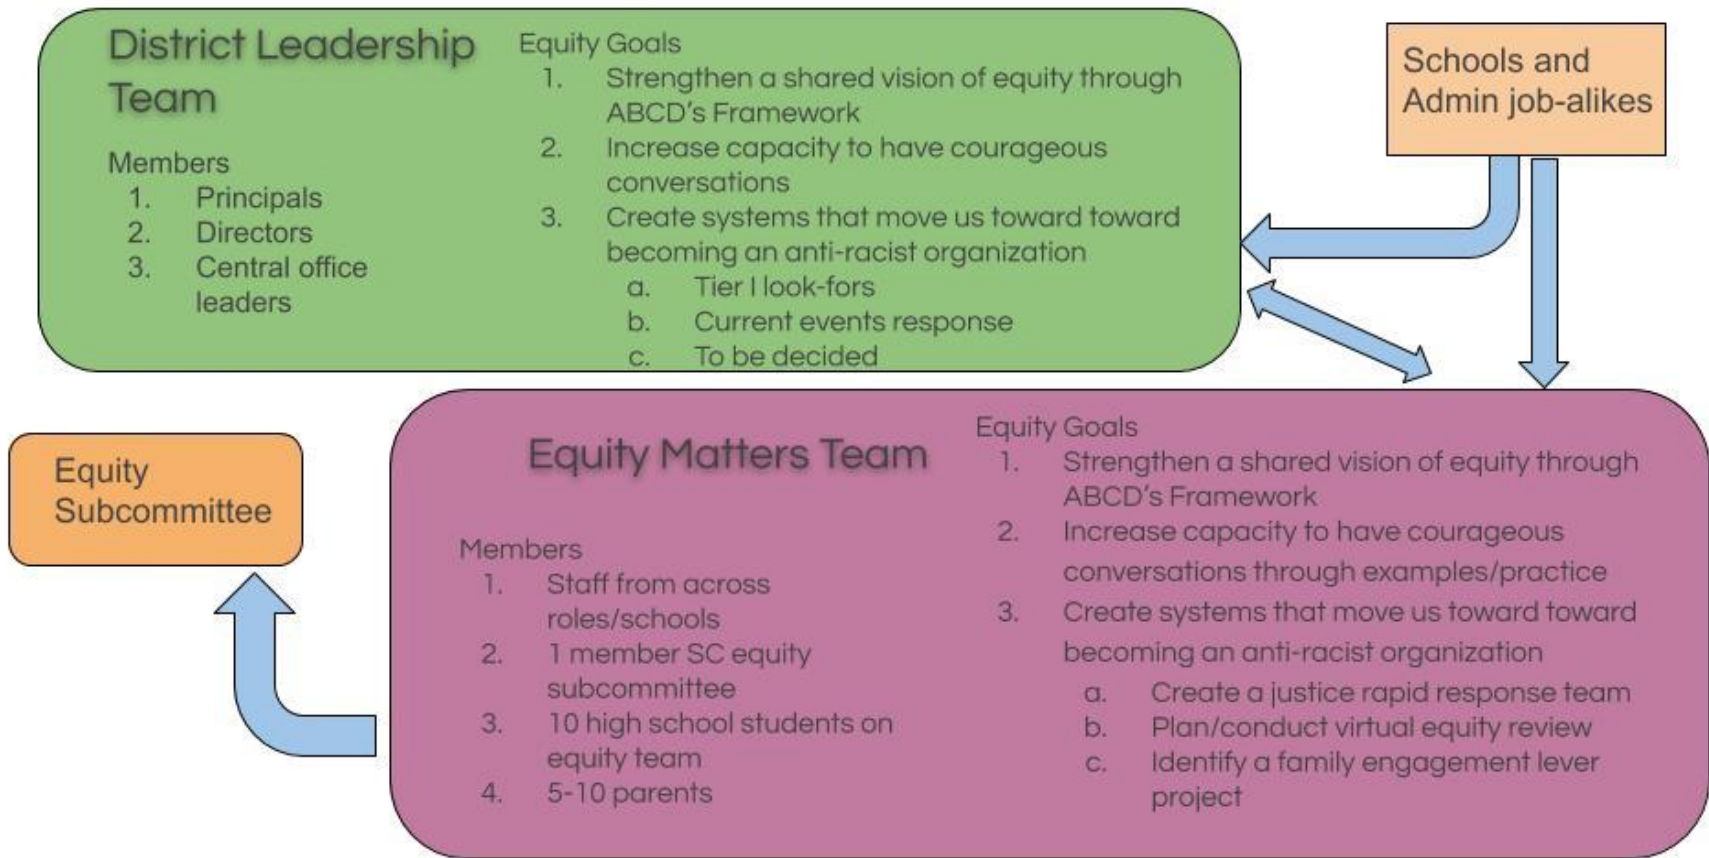 District Leadership
Team
Members
1. Principals
2. Directors
3. Central office
leaders
Equity Goals
1. Strengthen a shared vision of equity through
ABCD's Framework
2. Increase capacity to have courageous
conversations
3. Create systems that move us toward toward
becoming an anti-racist organization
a. Tier I look-fors
b. Current events response
c. To be decided
Schools and
Admin job-alikes
Equity
Subcommittee
Equity Matters Team
Members
1. Staff from across
roles/schools
2. 1 member SC equity
subcommittee
3. 10 high school students on
equity team
4. 5-10 parents
Equity Goals
1. Strengthen a shared vision of equity through
ABCD's Framework
2. Increase capacity to have courageous
conversations through examples/practice
3. Create systems that move us toward toward
becoming an anti-racist organization
a. Create a justice rapid response team
b. Plan/conduct virtual equity review
c. Identify a family engagement lever
project